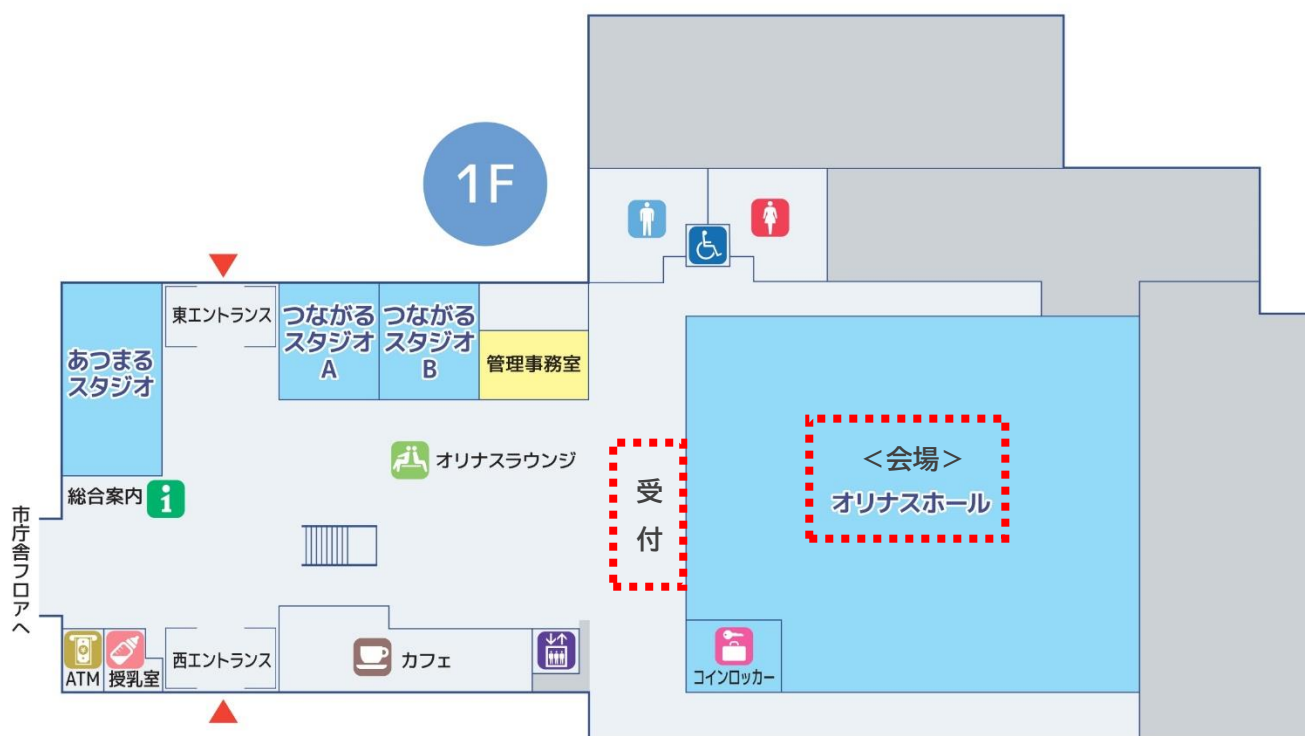 1F
東エントランス
つながる
スタジオ
A
つながる
スタジオ
B
管理事務室
あつまる
スタジオ
オリナスラウンジ
総合案内
市庁舎フロアへ
受
付
＜会場＞
オリナスホール
ATM
授乳室
西エントランス
カフェ
コインロッカー